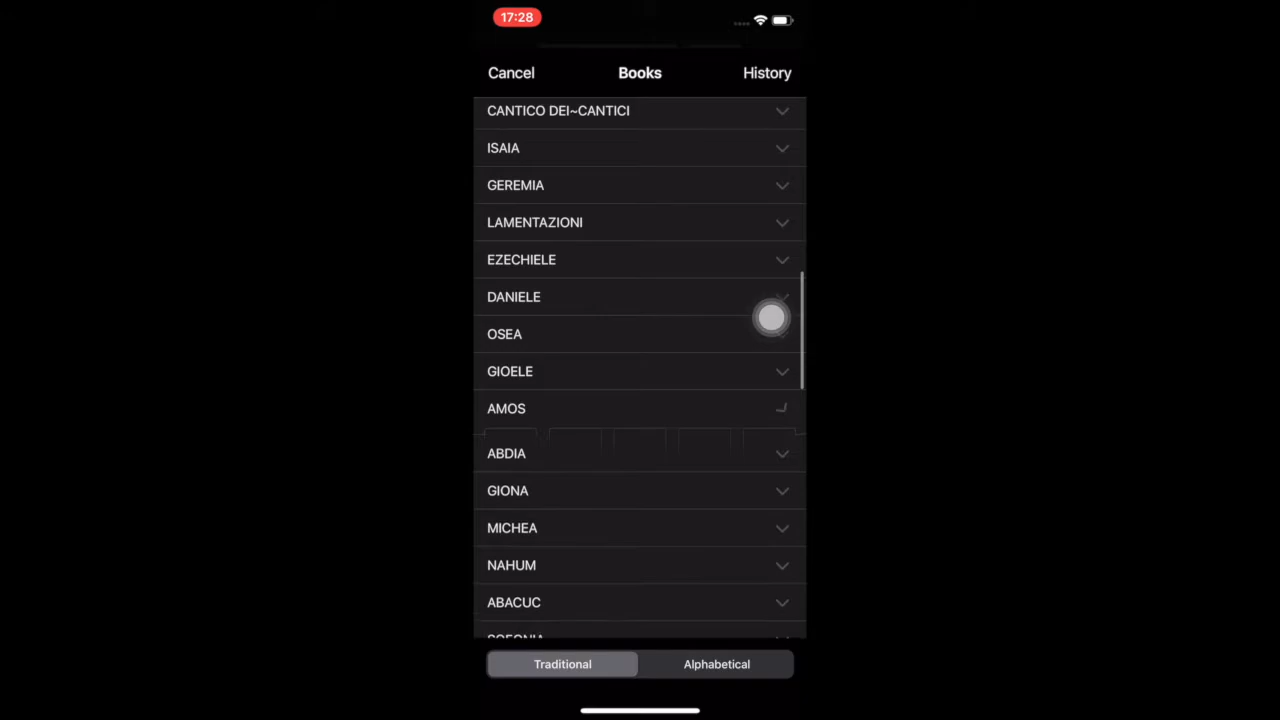 17:28
Cancel Books History
CANTICO DEI~CANTICI
ISAIA
GEREMIA
LAMENTAZIONI
EZECHIELE
DANIELE
OSEA
GIOELE
AMOS
ABDIA
GIONA
MICHEA
NAHUM
ABACUC
SOFONIA
Traditional Alphabetical